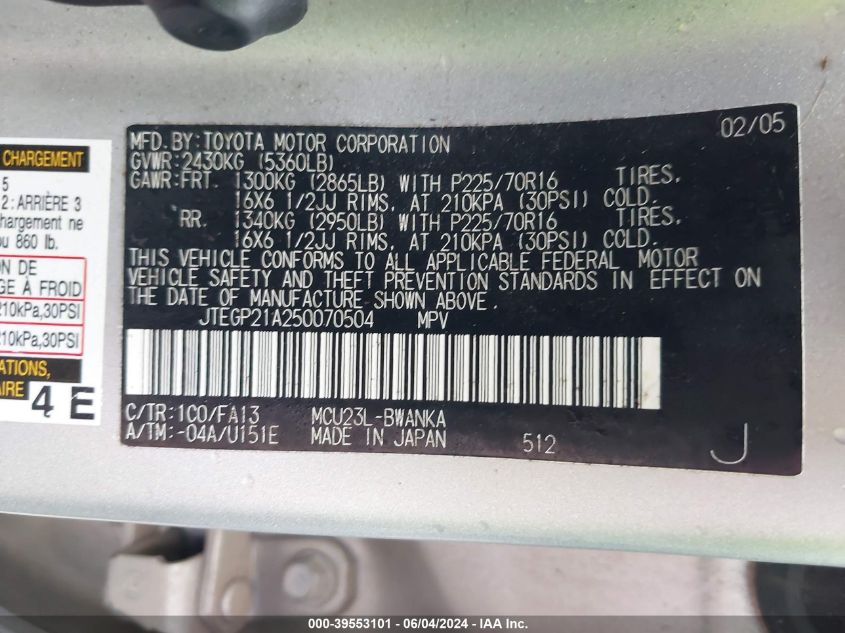 CHARGEMENT
5
2: ARRIÈRE 3
chargement ne
ou 860 lb.
ON DE
GE À FROID
210kPa,30PSI
210kPa,30PSI
ATIONS,
AIRE
4 E
02/05
MFD.BY:TOYOTA MOTOR CORPORATION
GVWR:2430KG (5360LB)
GAWR:FRT. 1300KG (2865LB) WITH P225/70R16 TIRES,
16X6 1/2JJ RIMS, AT 210KPA (30PSI) COLD.
RR. 1340KG (2950LB) WITH P225/70R16 TIRES,
16X6 1/2JJ RIMS, AT 210KPA (30PSI) COLD.
THIS VEHICLE CONFORMS TO ALL APPLICABLE FEDERAL MOTOR
VEHICLE SAFETY AND THEFT PREVENTION STANDARDS IN EFFECT ON
THE DATE OF MANUFACTURE SHOWN ABOVE.
JTEGP21A250070504 MPV
C/TR:1C0/FA13 MCU23L-BWANKA
A/TM:-04A/U151E MADE IN JAPAN 512
J
000-39553101 - 06/04/2024 - IAA Inc.